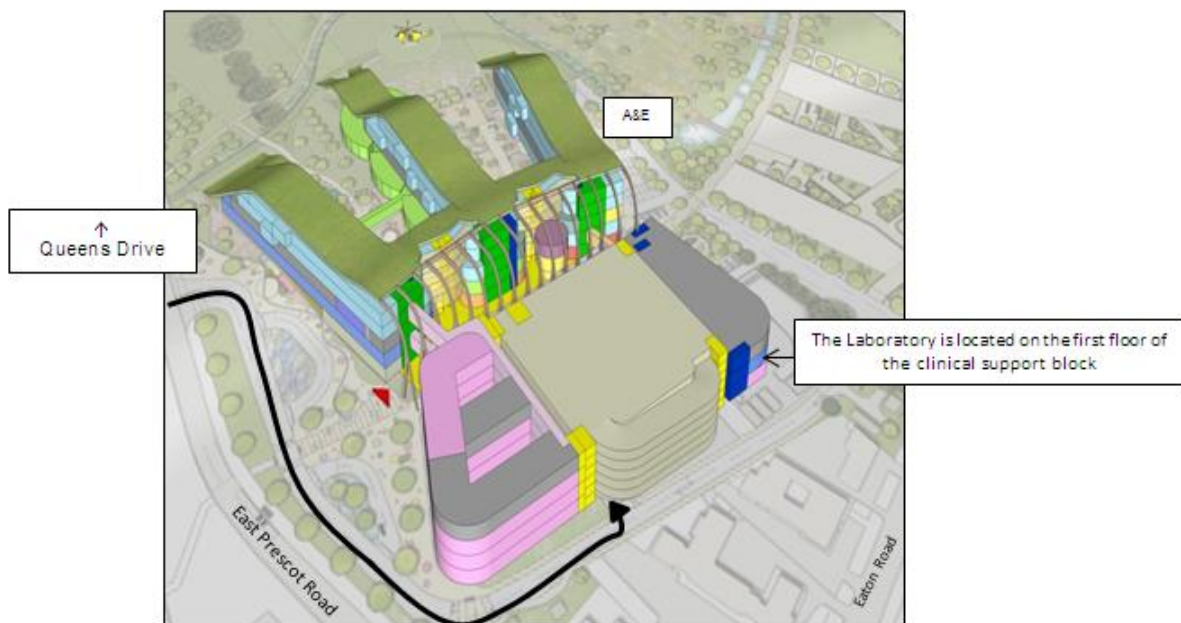 A&E
↑
Queens Drive
The Laboratory is located on the first floor of
the clinical support block
East Prescot Road
Eaton Road